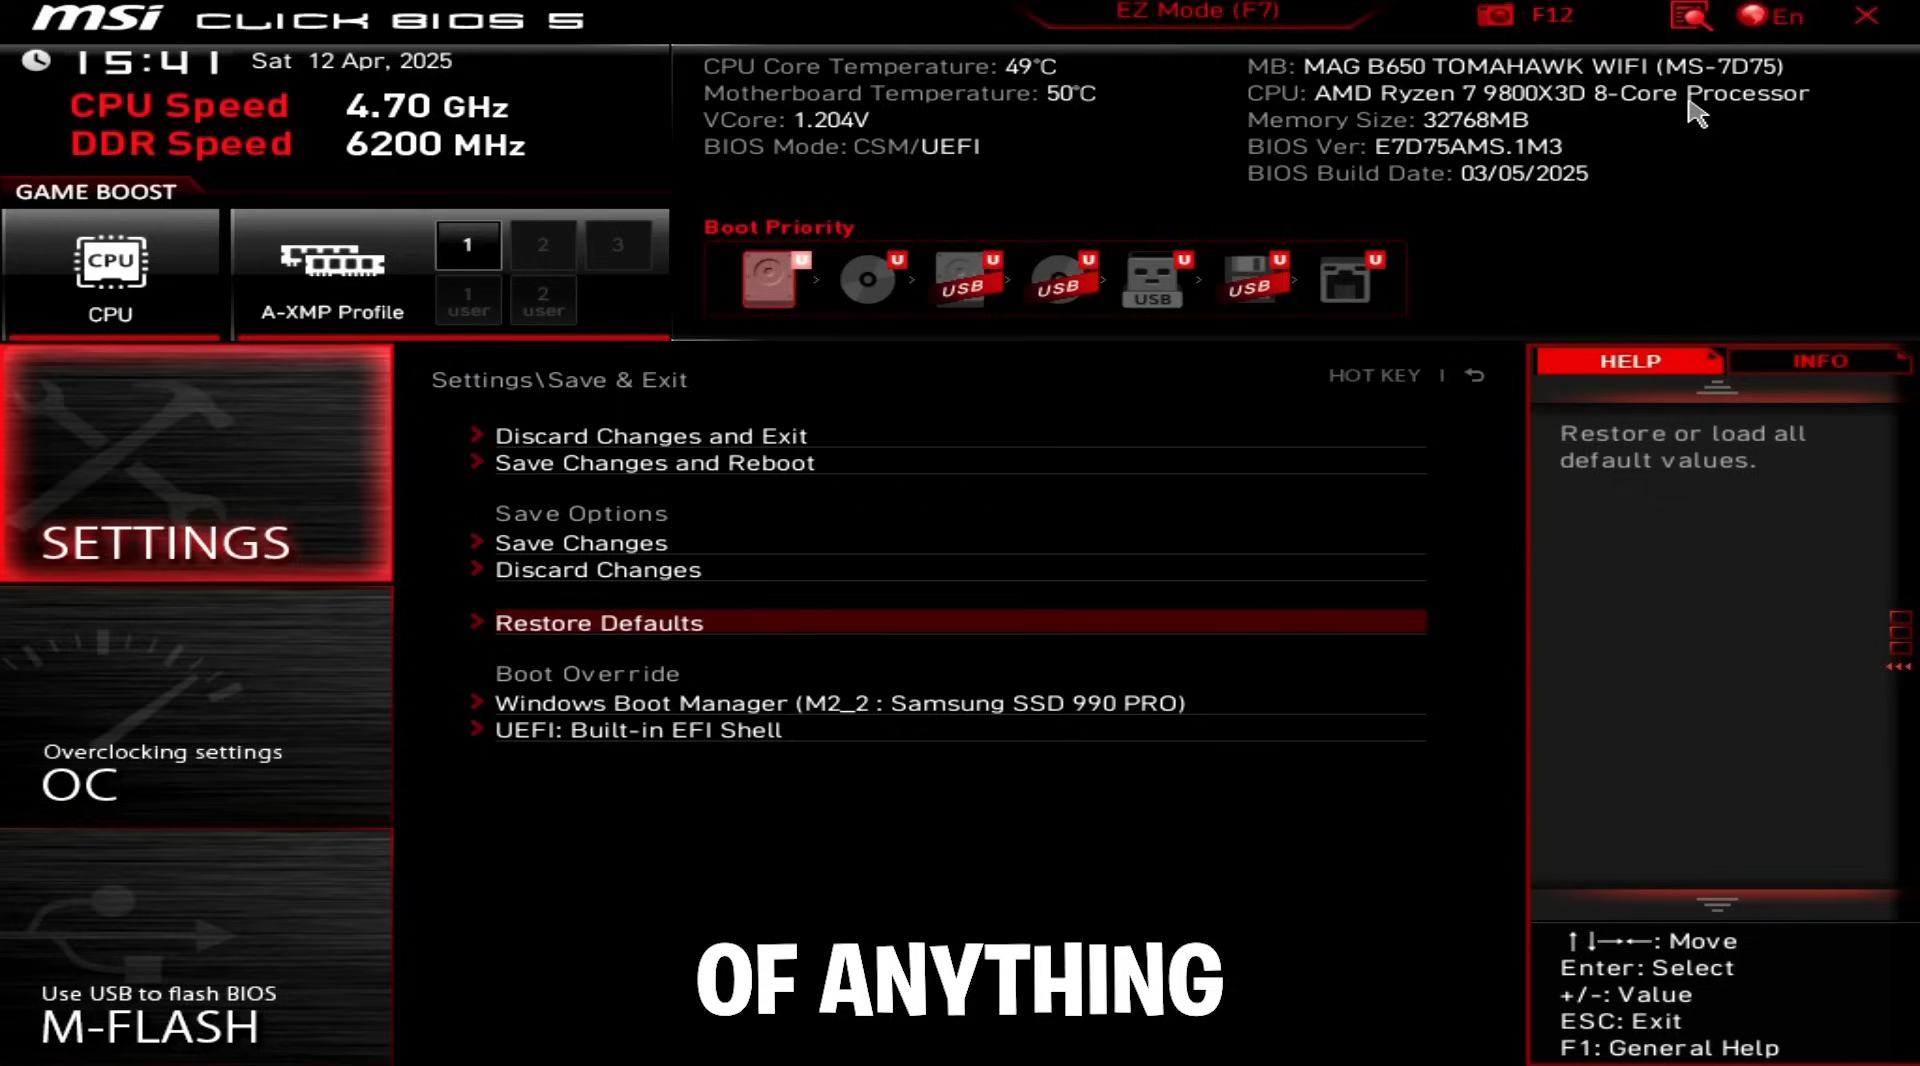 msi CLICK BIOS 5
EZ Mode (F7)
F12
En
15:41 Sat 12 Apr, 2025
CPU Speed 4.70 GHz
DDR Speed 6200 MHz
CPU Core Temperature: 49°C
Motherboard Temperature: 50°C
VCore: 1.204V
BIOS Mode: CSM/UEFI
MB: MAG B650 TOMAHAWK WIFI (MS-7D75)
CPU: AMD Ryzen 7 9800X3D 8-Core Processor
Memory Size: 32768MB
BIOS Ver: E7D75AMS.1M3
BIOS Build Date: 03/05/2025
GAME BOOST
CPU
CPU
A-XMP Profile
1 2 3
1 user 2 user
Boot Priority
U U U U U U U
USB USB USB USB
SETTINGS
Overclocking settings
OC
Use USB to flash BIOS
M-FLASH
Settings\Save & Exit
HOT KEY |
Discard Changes and Exit
Save Changes and Reboot
Save Options
Save Changes
Discard Changes
Restore Defaults
Boot Override
Windows Boot Manager (M2_2 : Samsung SSD 990 PRO)
UEFI: Built-in EFI Shell
OF ANYTHING
HELP INFO
Restore or load all
default values.
↑↓→←: Move
Enter: Select
+/-: Value
ESC: Exit
F1: General Help